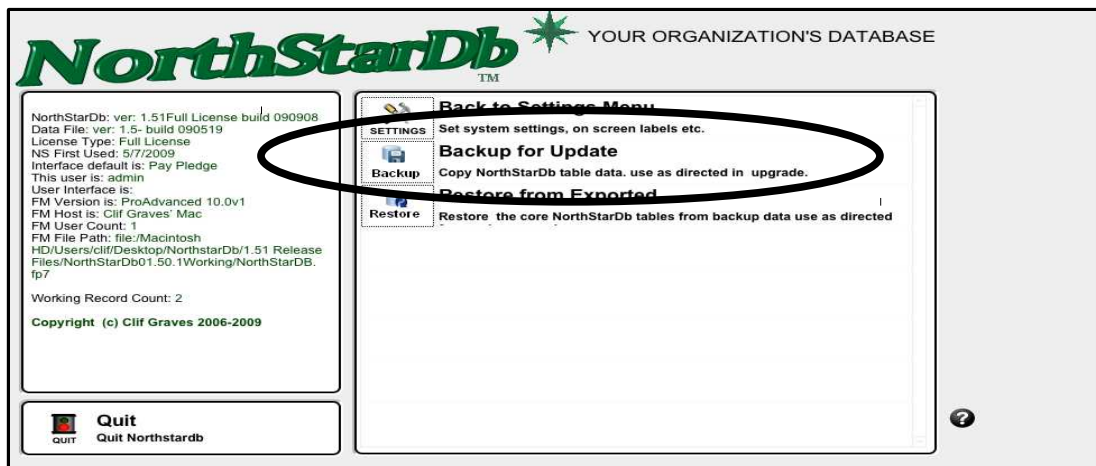 NorthStarDb
TM
YOUR ORGANIZATION'S DATABASE
NorthStarDb: ver: 1.51Full License build 090908
Data File: ver: 1.5- build 090519
License Type: Full License
NS First Used: 5/7/2009
Interface default is: Pay Pledge
This user is: admin
User Interface is:
FM Version is: ProAdvanced 10.0v1
FM Host is: Clif Graves' Mac
FM User Count: 1
FM File Path: file:/Macintosh
HD/Users/clif/Desktop/NorthstarDb/1.51 Release
Files/NorthStarDb01.50.1Working/NorthStarDB.
fp7
Working Record Count: 2
Copyright (c) Clif Graves 2006-2009
Quit
QUIT
Quit Northstardb
Back to Settings Menu
SETTINGS
Set system settings, on screen labels etc.
Backup for Update
Backup
Copy NorthStarDb table data. use as directed in upgrade.
Restore from Exported
Restore
Restore the core NorthStarDb tables from backup data use as directed
?